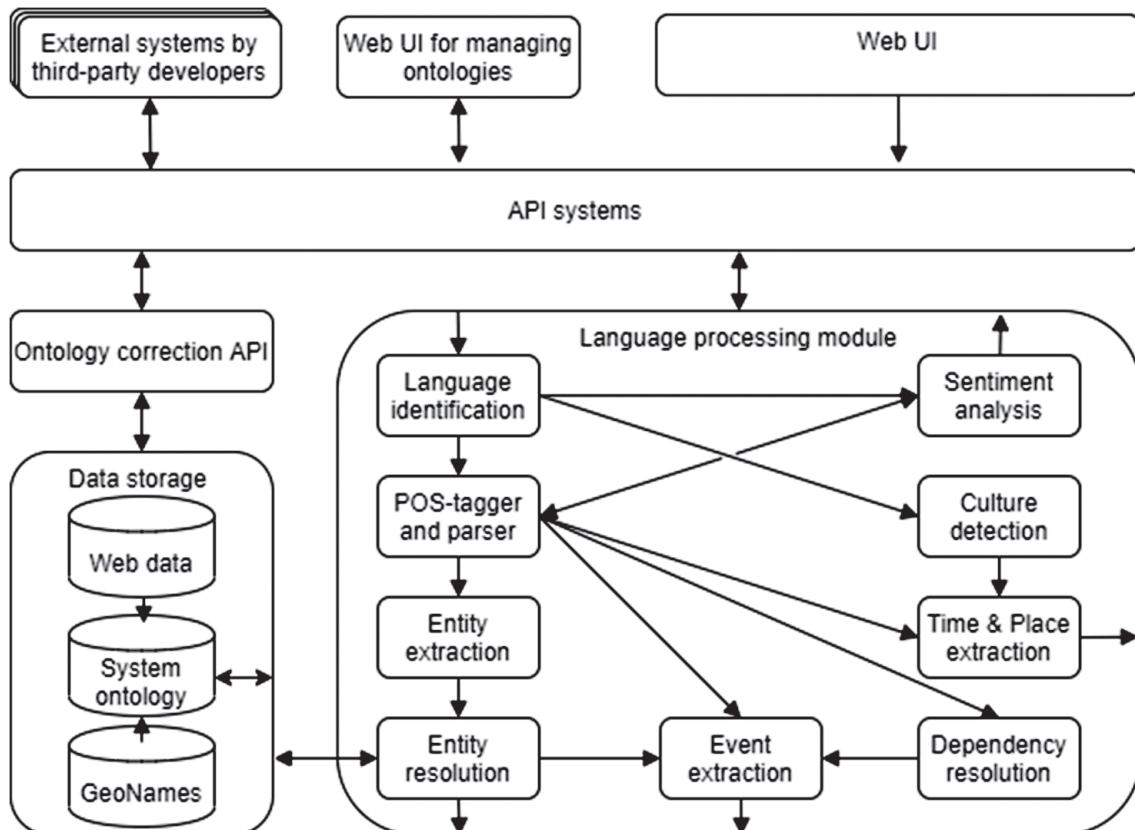 External systems by
third-party developers
Web UI for managing
ontologies
Web UI
API systems
Ontology correction API
Language processing module
Language
identification
Sentiment
analysis
Data storage
POS-tagger
and parser
Culture
detection
Web data
Entity
extraction
Time & Place
extraction
System
ontology
Entity
resolution
Event
extraction
Dependency
resolution
GeoNames